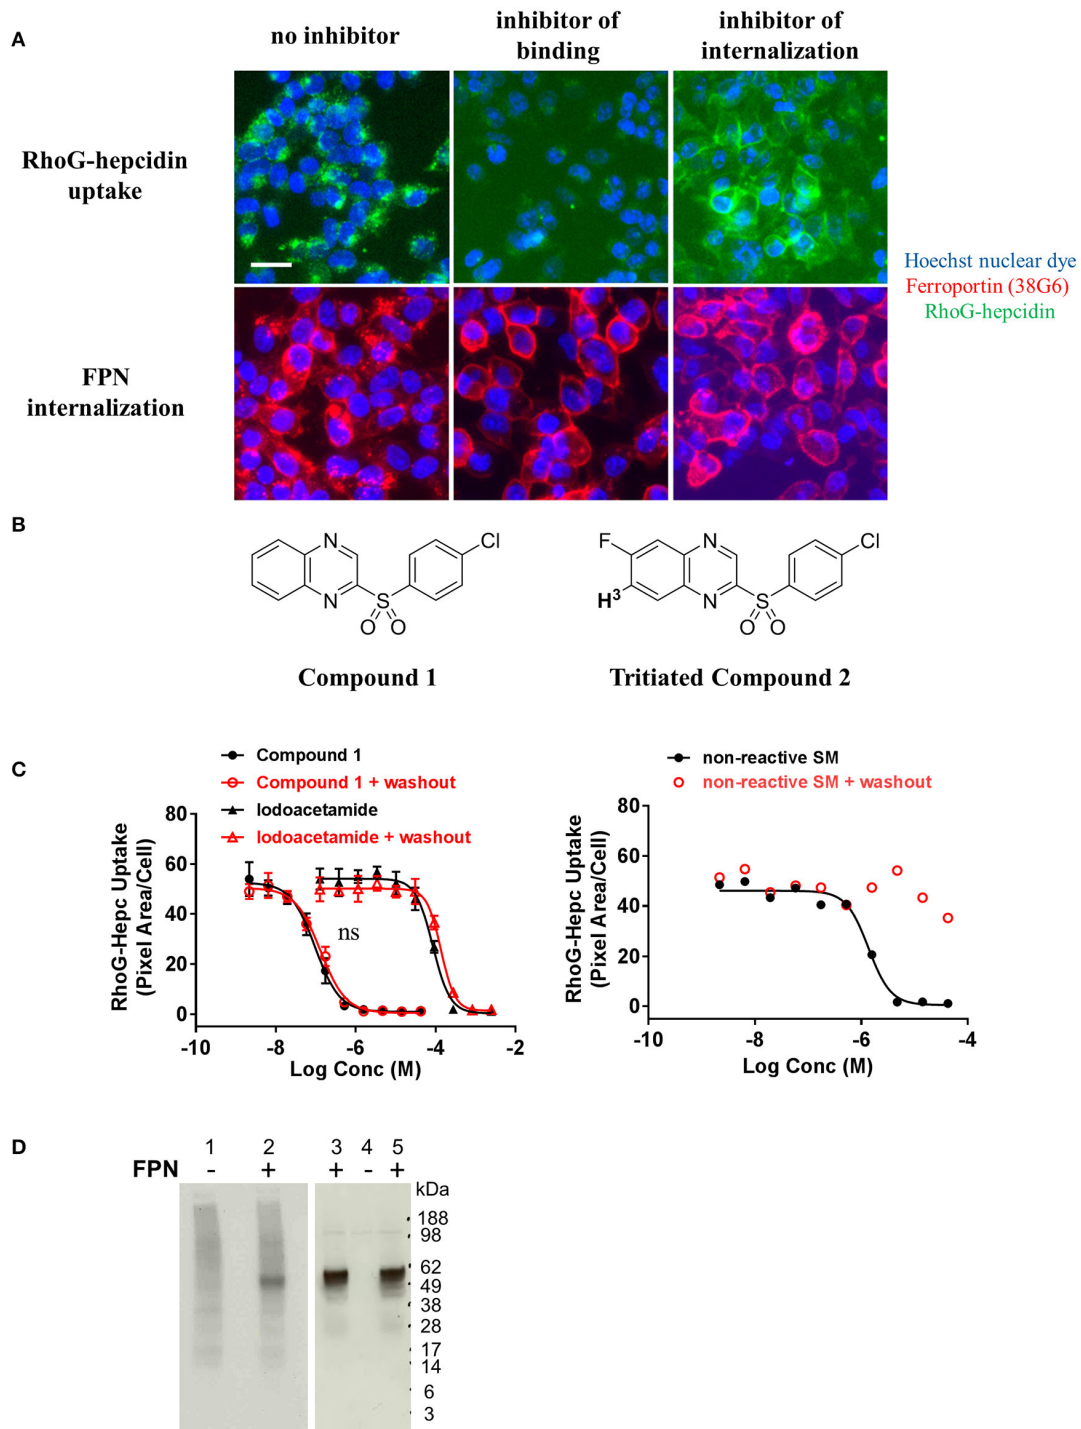 A
no inhibitor
inhibitor of
binding
inhibitor of
internalization
RhoG-hepcidin
uptake
Hoechst nuclear dye
Ferroportin (38G6)
RhoG-hepcidin
FPN
internalization
B
N
N
S
O
O
Cl
F
H³
N
N
S
O
O
Cl
Compound 1
Tritiated Compound 2
C
Compound 1
Compound 1 + washout
Iodoacetamide
Iodoacetamide + washout
RhoG-Hepc Uptake
(Pixel Area/Cell)
80
60
40
20
0
ns
-10
-8
-6
-4
-2
Log Conc (M)
non-reactive SM
non-reactive SM + washout
RhoG-Hepc Uptake
(Pixel Area/Cell)
80
60
40
20
0
-10
-8
-6
-4
Log Conc (M)
D
1 2 3 4 5
FPN - + + - +
kDa
188
98
62
49
38
28
17
14
6
3